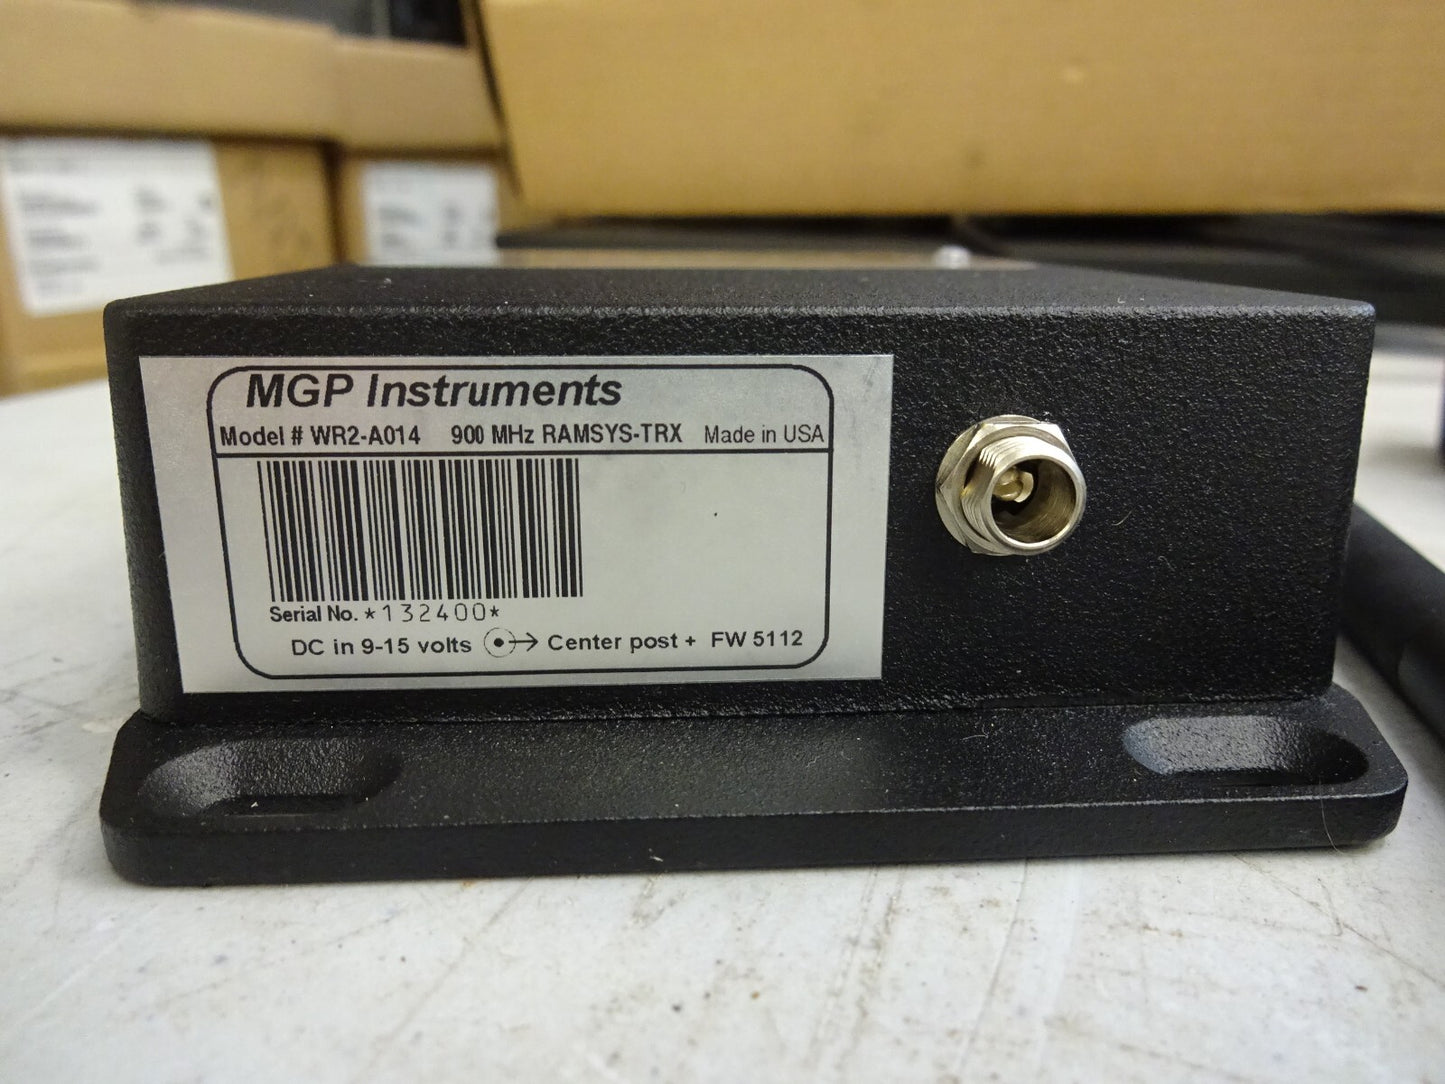 MGP Instruments
Model # WR2-A014 900 MHz RAMSYS-TRX Made in USA
Serial No. *132400*
DC in 9-15 volts Center post + FW 5112